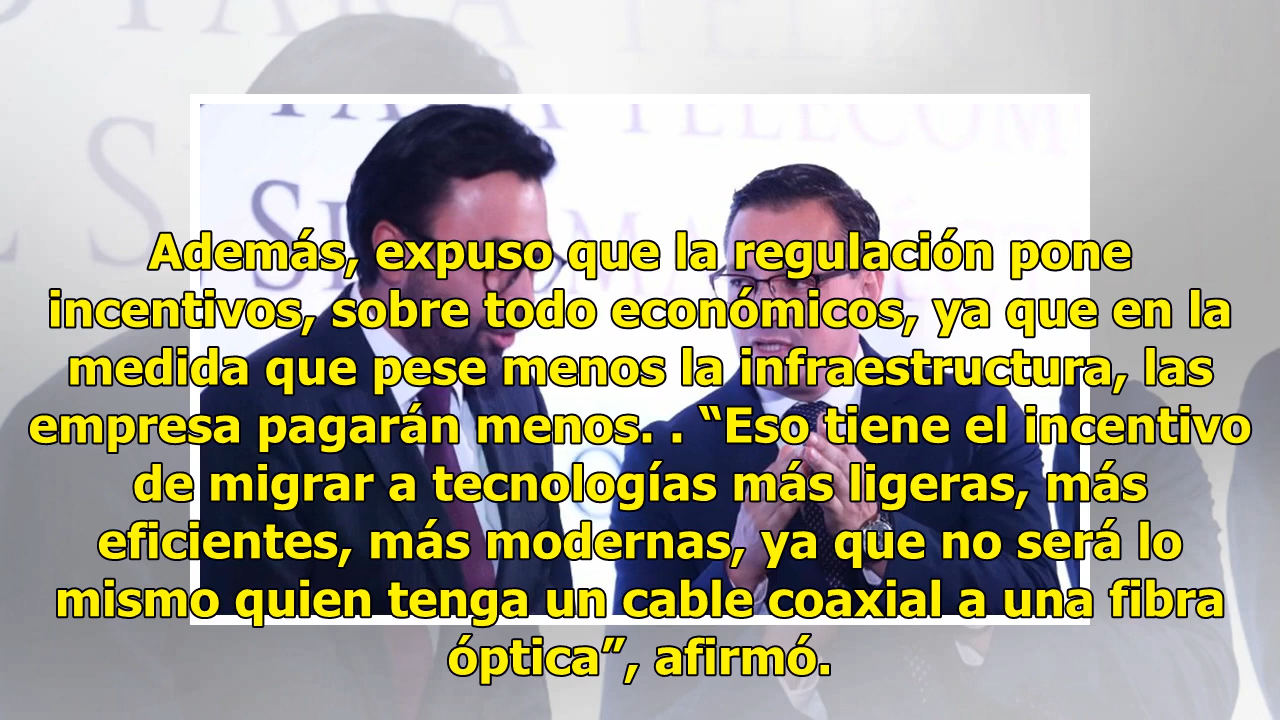 PARA TELECOM
Además, expuso que la regulación pone
incentivos, sobre todo económicos, ya que en la
medida que pese menos la infraestructura, las
empresa pagarán menos. . “Eso tiene el incentivo
de migrar a tecnologías más ligeras, más
eficientes, más modernas, ya que no será lo
mismo quien tenga un cable coaxial a una fibra
óptica”, afirmó.